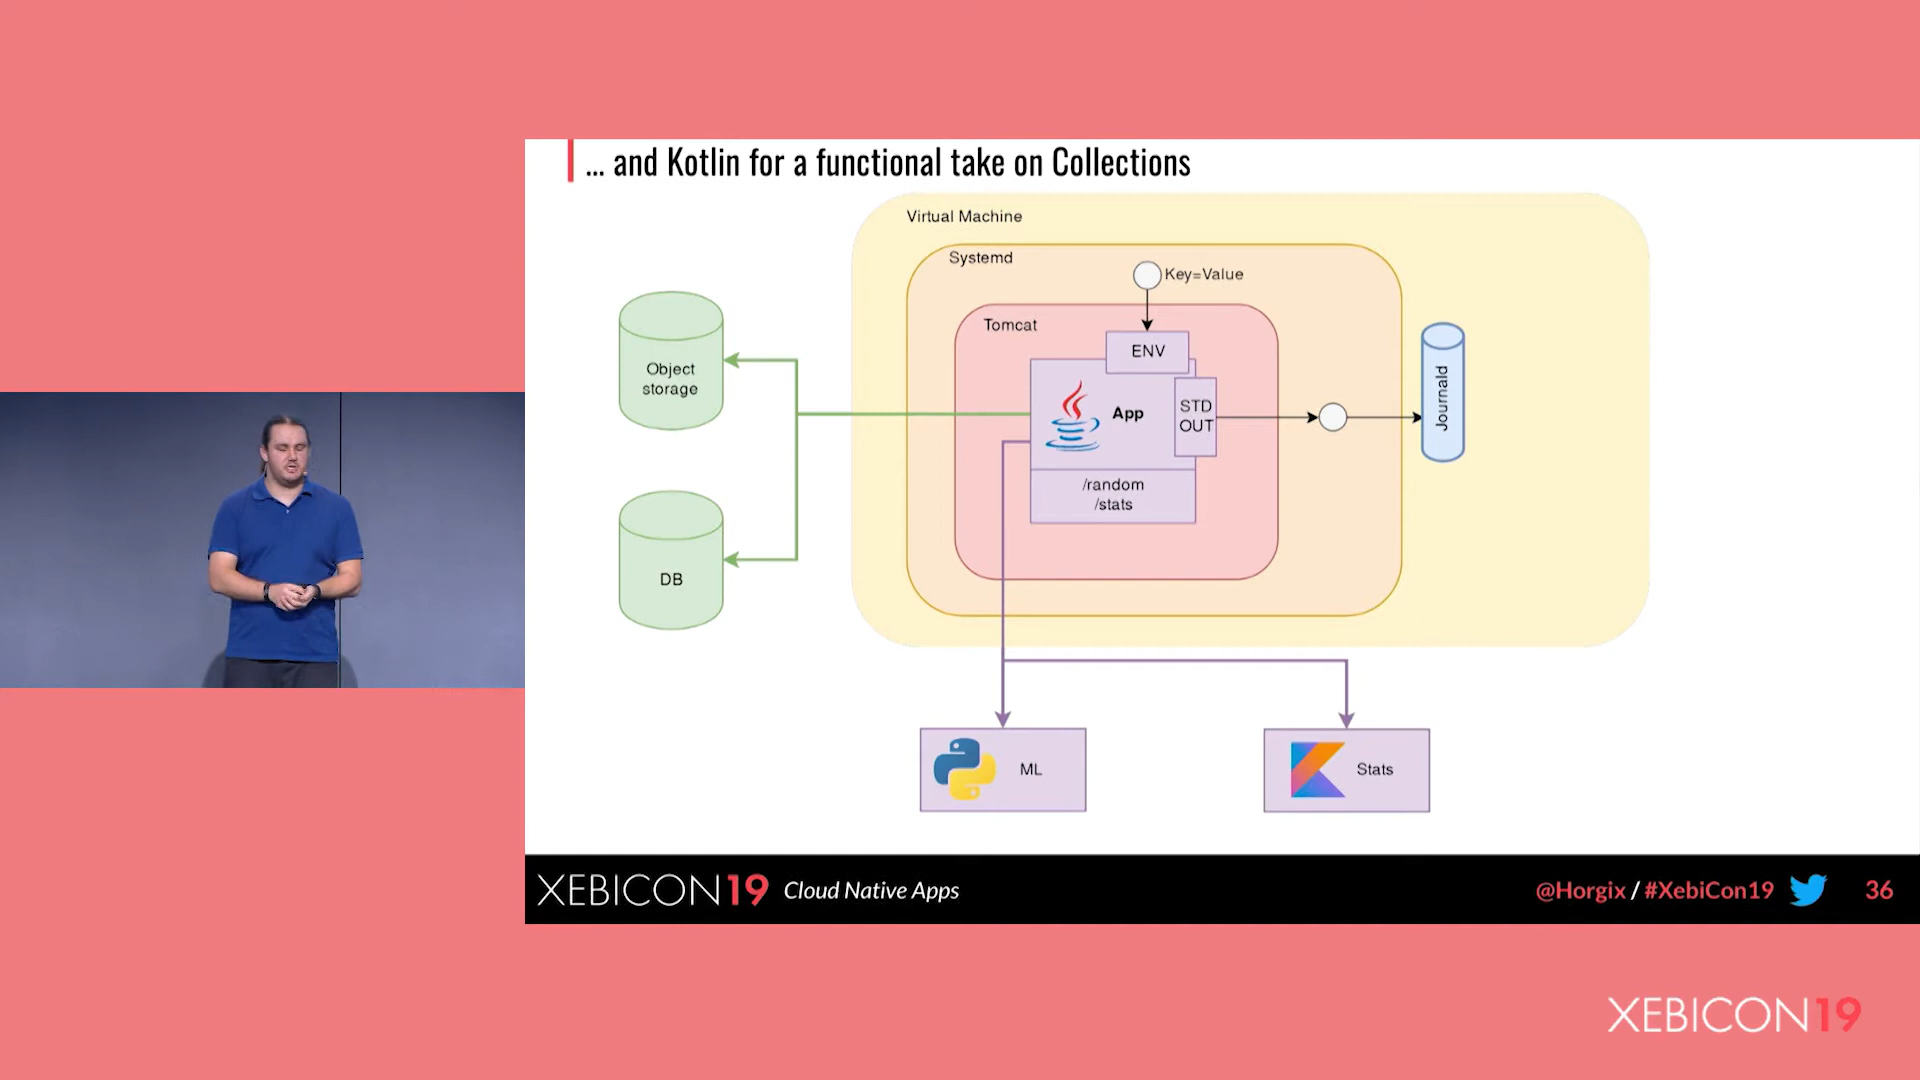 ... and Kotlin for a functional take on Collections
Virtual Machine
Systemd
Key=Value
Tomcat
ENV
Object
storage
App
STD
OUT
Journald
/random
/stats
DB
ML
Stats
XEBICON19 Cloud Native Apps
@Horgix / #XebiCon19 36
XEBICON19